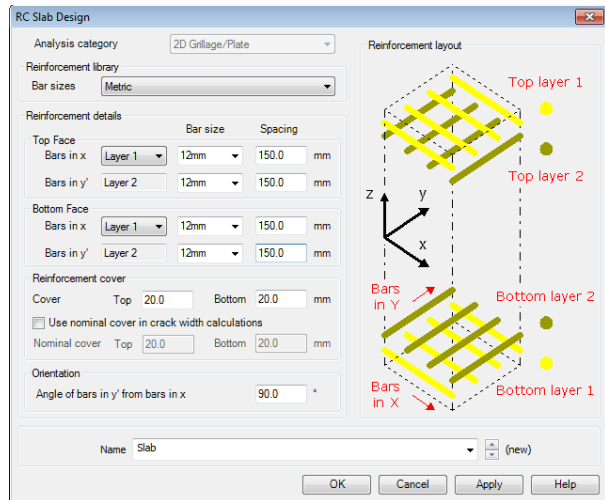 RC Slab Design
Analysis category 2D Grillage/Plate
Reinforcement library
Bar sizes Metric
Reinforcement details
Bar size Spacing
Top Face
Bars in x Layer 1 12mm 150.0 mm
Bars in y' Layer 2 12mm 150.0 mm
Bottom Face
Bars in x Layer 1 12mm 150.0 mm
Bars in y' Layer 2 12mm 150.0 mm
Reinforcement cover
Cover Top 20.0 Bottom 20.0 mm
Use nominal cover in crack width calculations
Nominal cover Top 20.0 Bottom 20.0 mm
Orientation
Angle of bars in y' from bars in x 90.0 °
Reinforcement layout
Top layer 1
Top layer 2
z
y
x
Bars
in Y
Bottom layer 2
Bars
in X
Bottom layer 1
Name Slab (new)
OK Cancel Apply Help